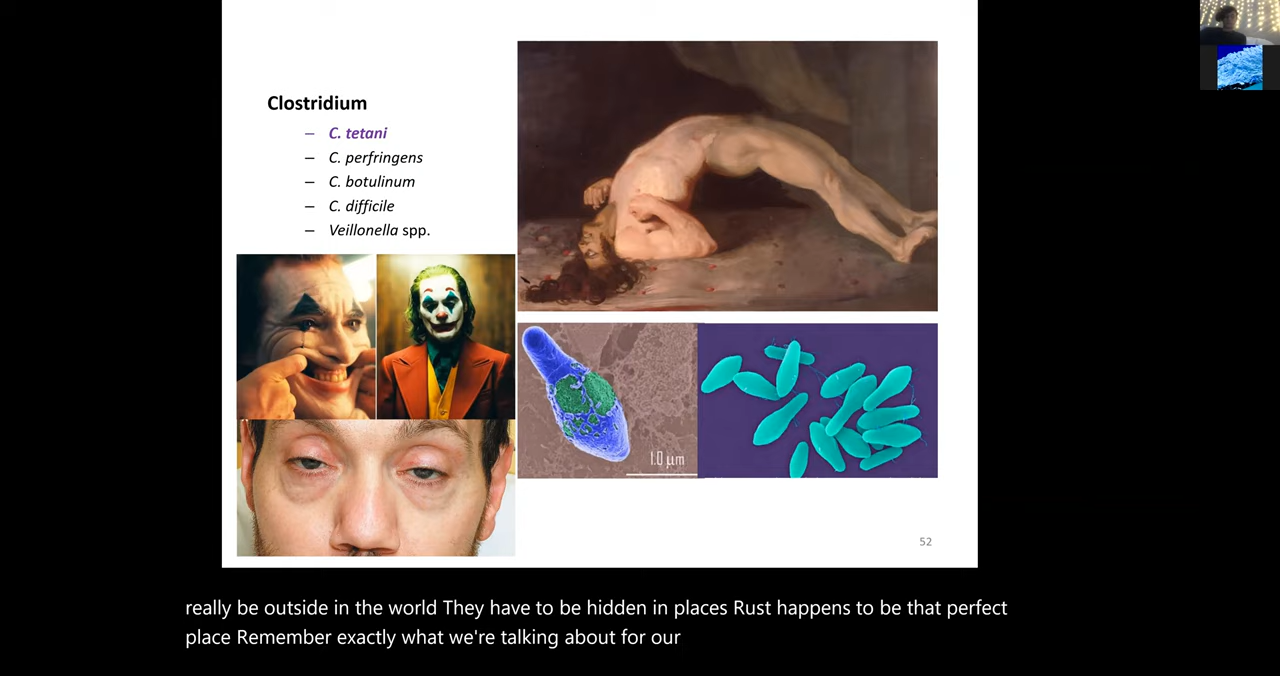 Clostridium
– C. tetani
– C. perfringens
– C. botulinum
– C. difficile
– Veillonella spp.
1.0 µm
52
really be outside in the world They have to be hidden in places Rust happens to be that perfect
place Remember exactly what we're talking about for our